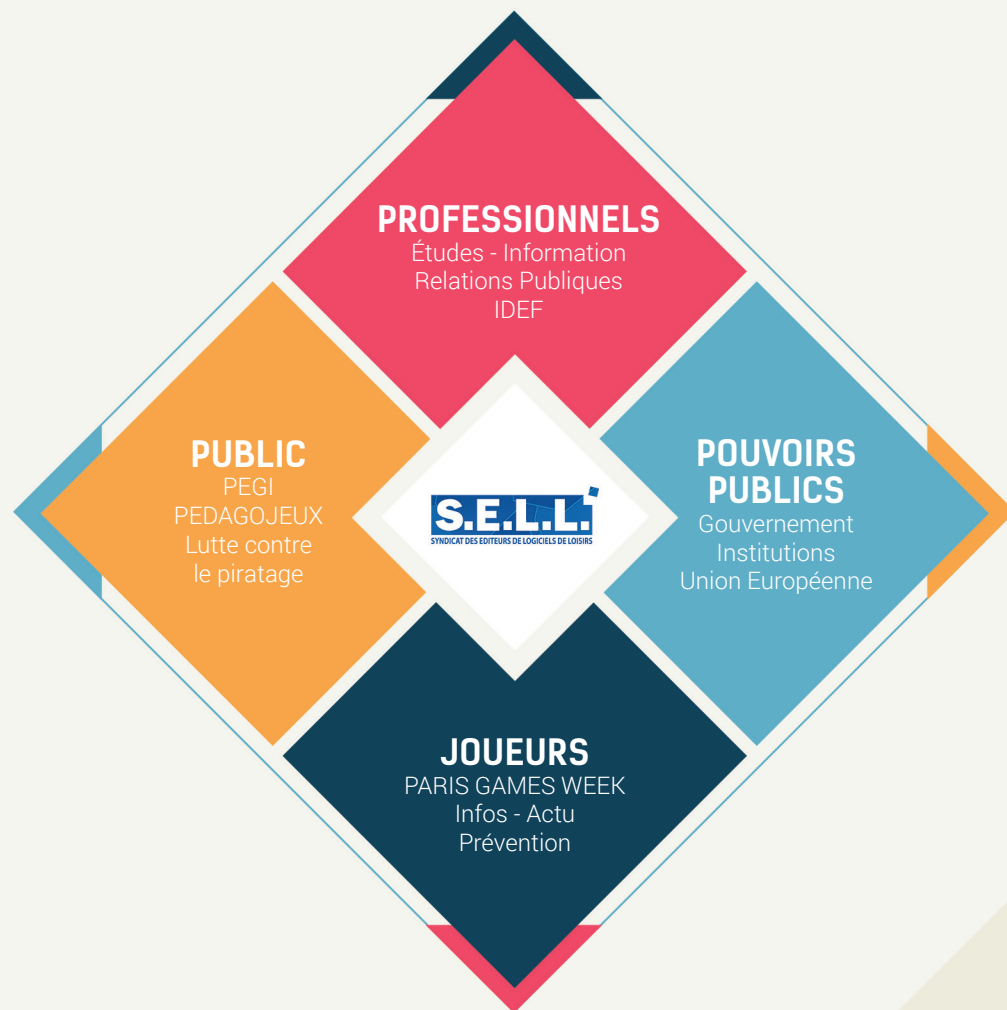 PROFESSIONNELS
Études - Information
Relations Publiques
IDEF
PUBLIC
PEGI
PEDAGOJEUX
Lutte contre
le piratage
S.E.L.L.
SYNDICAT DES EDITEURS DE LOGICIELS DE LOISIRS
POUVOIRS
PUBLICS
Gouvernement
Institutions
Union Européenne
JOUEURS
PARIS GAMES WEEK
Infos - Actu
Prévention